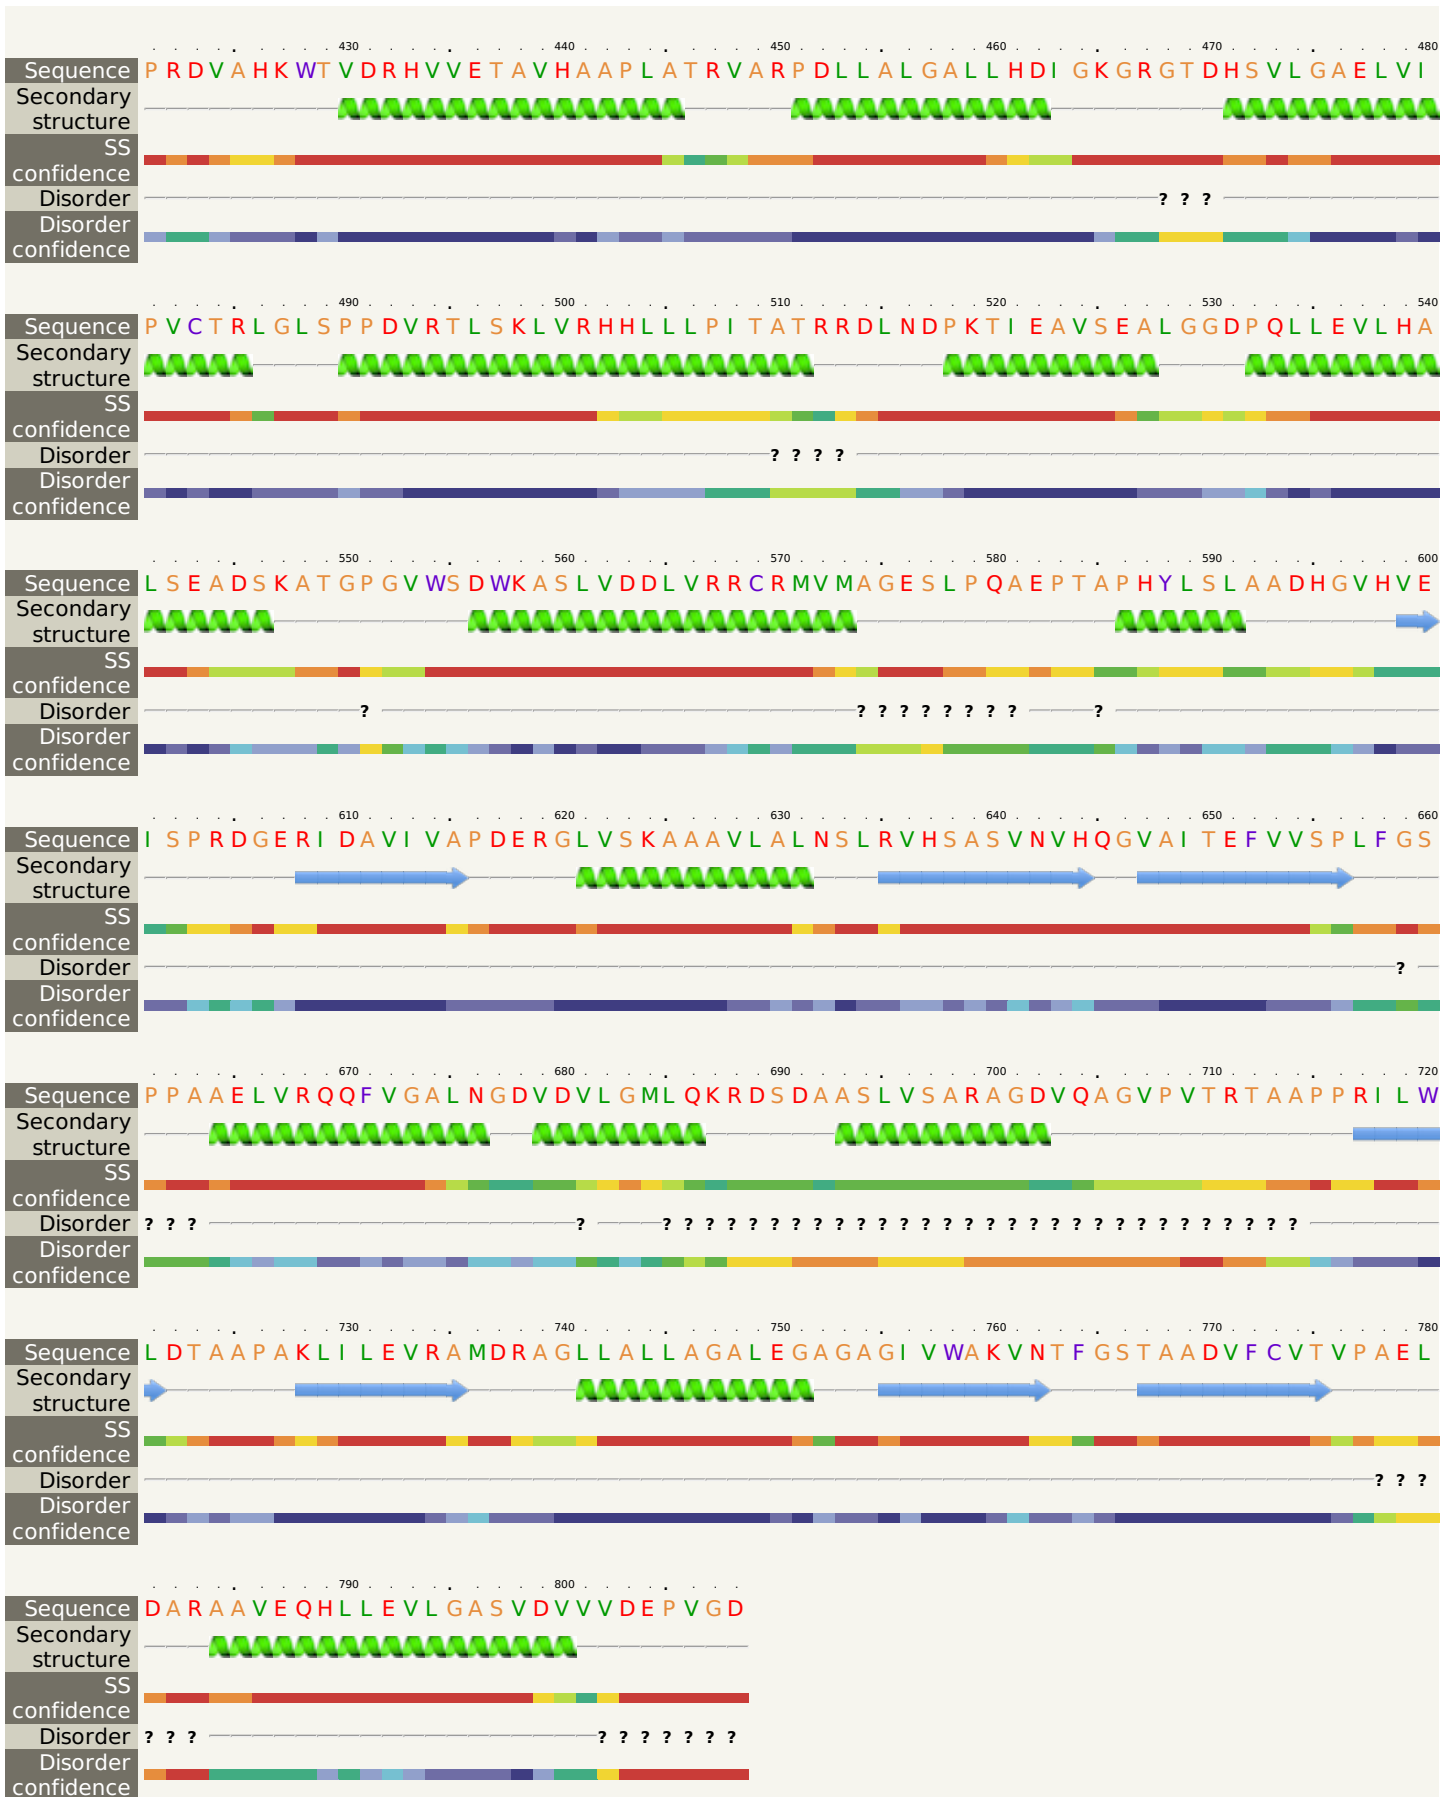 430 440 450 460 470 480
Sequence P R D V A H K W T V D R H V V E T A V H A A P L A T R V A R P D L L A L G A L L H D I G K G R G T D H S V L G A E L V I
Secondary
structure
SS
confidence
Disorder ? ? ?
Disorder
confidence
490 500 510 520 530 540
Sequence P V C T R L G L S P P D V R T L S K L V R H H L L L P I T A T R R D L N D P K T I E A V S E A L G G D P Q L L E V L H A
Secondary
structure
SS
confidence
Disorder ? ? ? ?
Disorder
confidence
550 560 570 580 590 600
Sequence L S E A D S K A T G P G V W S D W K A S L V D D L V R R C R M V M A G E S L P Q A E P T A P H Y L S L A A D H G V H V E
Secondary
structure
SS
confidence
Disorder ? ? ? ? ? ? ? ? ? ?
Disorder
confidence
610 620 630 640 650 660
Sequence I S P R D G E R I D A V I V A P D E R G L V S K A A A V L A L N S L R V H S A S V N V H Q G V A I T E F V V S P L F G S
Secondary
structure
SS
confidence
Disorder ?
Disorder
confidence
670 680 690 700 710 720
Sequence P P A A E L V R Q Q F V G A L N G D V D V L G M L Q K R D S D A A S L V S A R A G D V Q A G V P V T R T A A P P R I L W
Secondary
structure
SS
confidence
Disorder ? ? ? ? ? ? ? ? ? ? ? ? ? ? ? ? ? ? ? ? ? ? ? ? ? ? ? ? ? ? ? ? ? ?
Disorder
confidence
730 740 750 760 770 780
Sequence L D T A A P A K L I L E V R A M D R A G L L A L L A G A L E G A G A G I V W A K V N T F G S T A A D V F C V T V P A E L
Secondary
structure
SS
confidence
Disorder ? ? ?
Disorder
confidence
790 800
Sequence D A R A A V E Q H L L E V L G A S V D V V V D E P V G D
Secondary
structure
SS
confidence
Disorder ? ? ? ? ? ? ? ? ? ?
Disorder
confidence